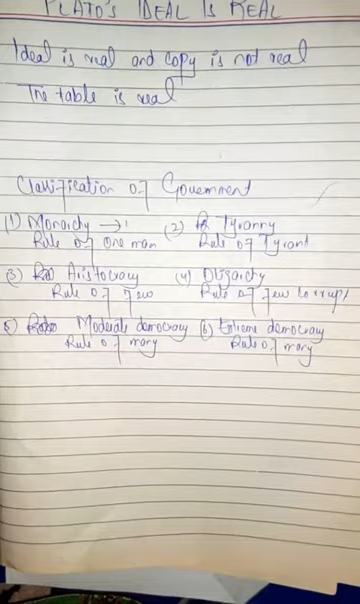 PLATO'S IDEAL IS REAL
Ideal is real and copy is not real
The table is real
Classification of Government
(1) Monarchy → (2) Tyranny
Rule of One man Rule of Tyrant
(3) Aristocracy (4) Oligarchy
Rule of few Rule of few corrupt
(5) Moderate democracy (6) Extreme democracy
Rule of many Rule of many